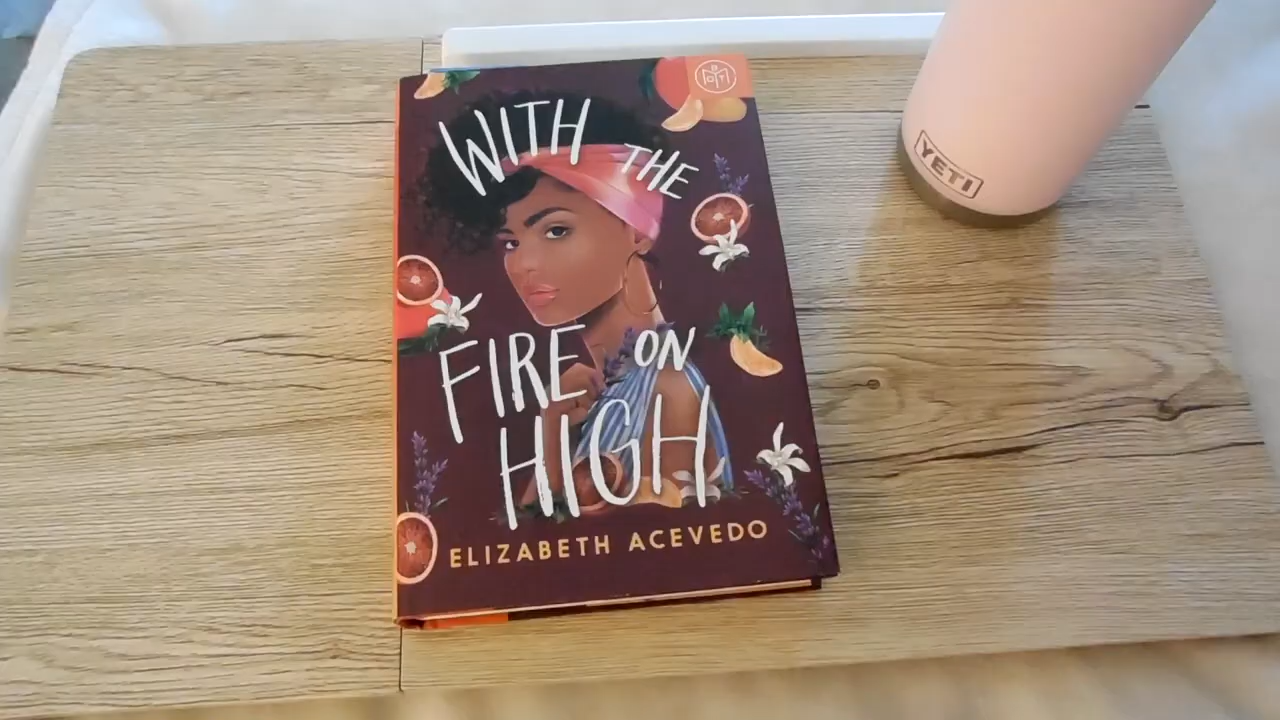 WITH THE
FIRE ON
HIGH
ELIZABETH ACEVEDO
YETI